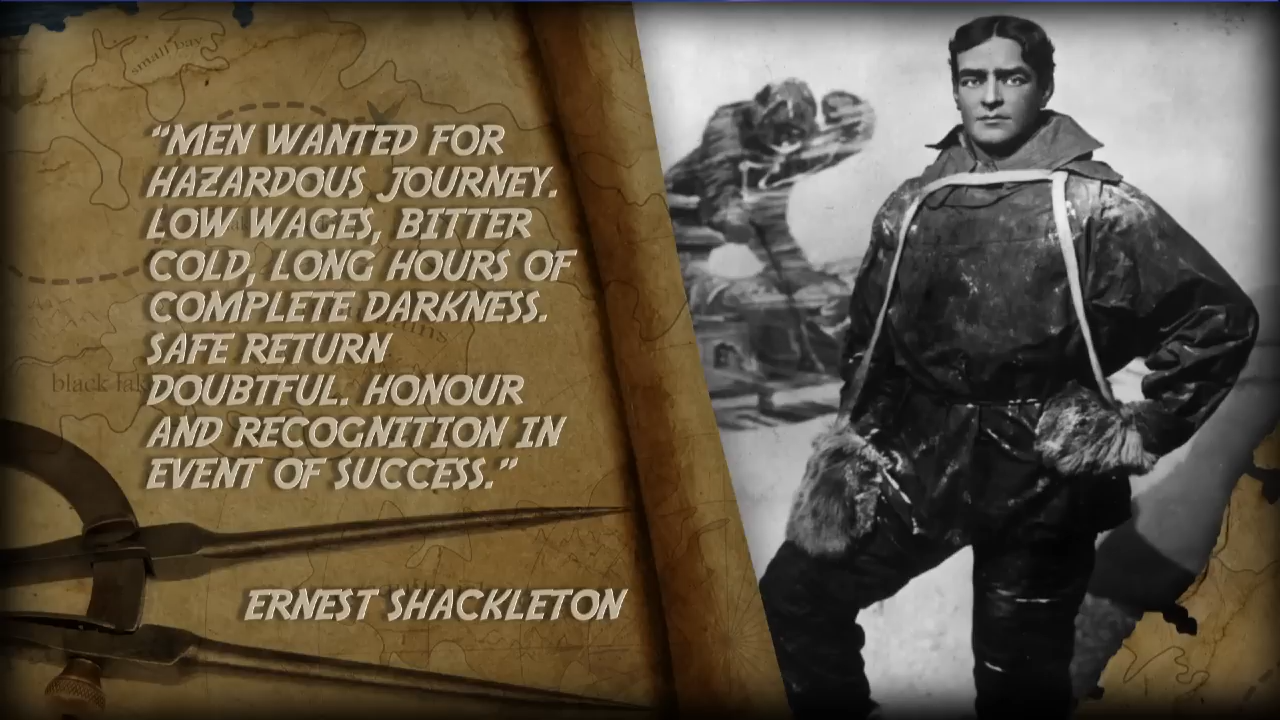 small bay
“MEN WANTED FOR
HAZARDOUS JOURNEY.
LOW WAGES, BITTER
COLD, LONG HOURS OF
COMPLETE DARKNESS.
SAFE RETURN
black lak
DOUBTFUL. HONOUR
AND RECOGNITION IN
EVENT OF SUCCESS.”
ERNEST SHACKLETON